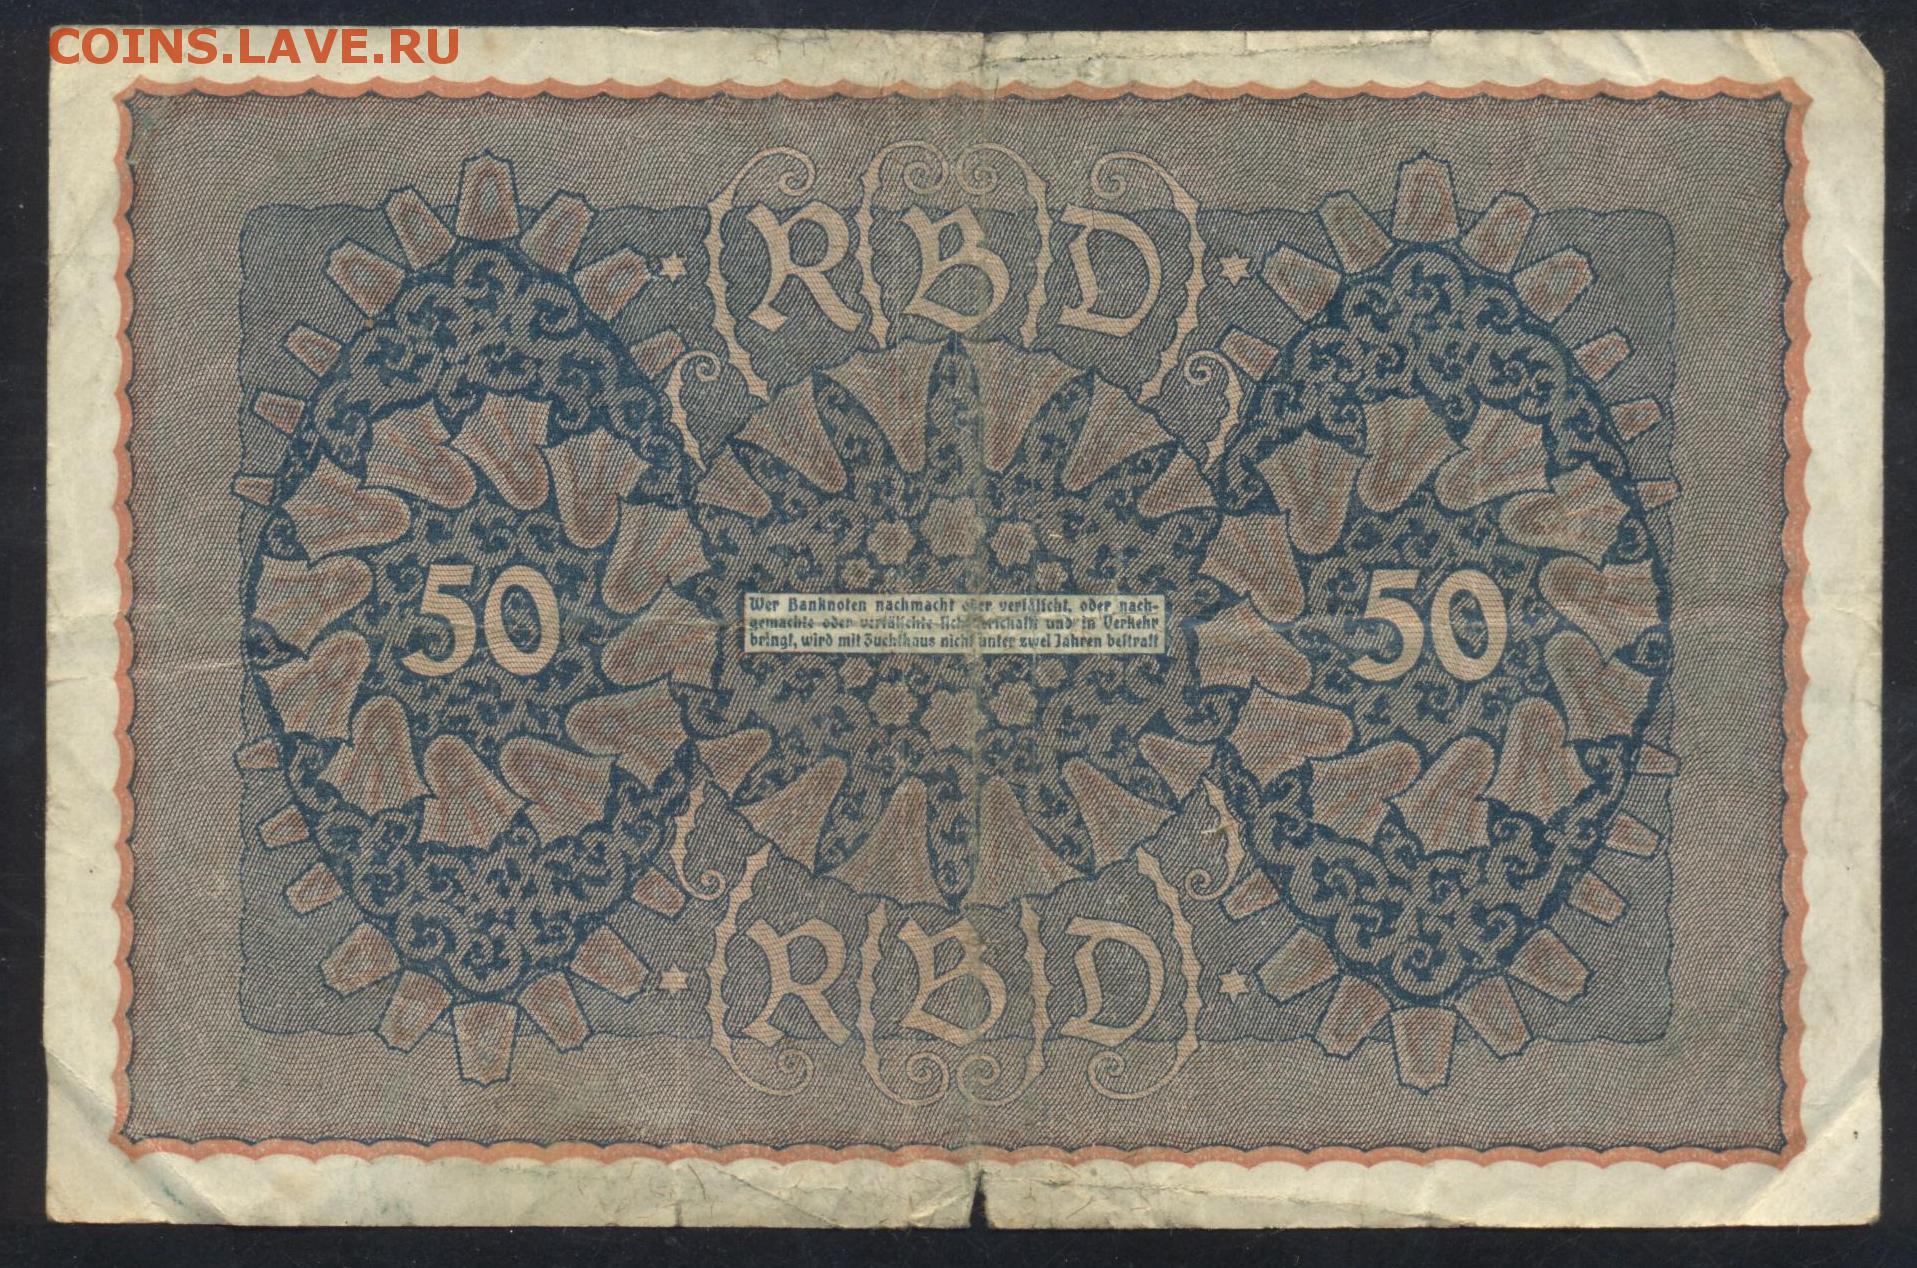 COINS.LAVE.RU
RBD
50
50
Wer Banknoten nachmacht oder verfälscht, oder nach-
gemachte oder verfälschte sich verschafft und in Verkehr
bringt, wird mit Zuchthaus nicht unter zwei Jahren bestraft
RBD